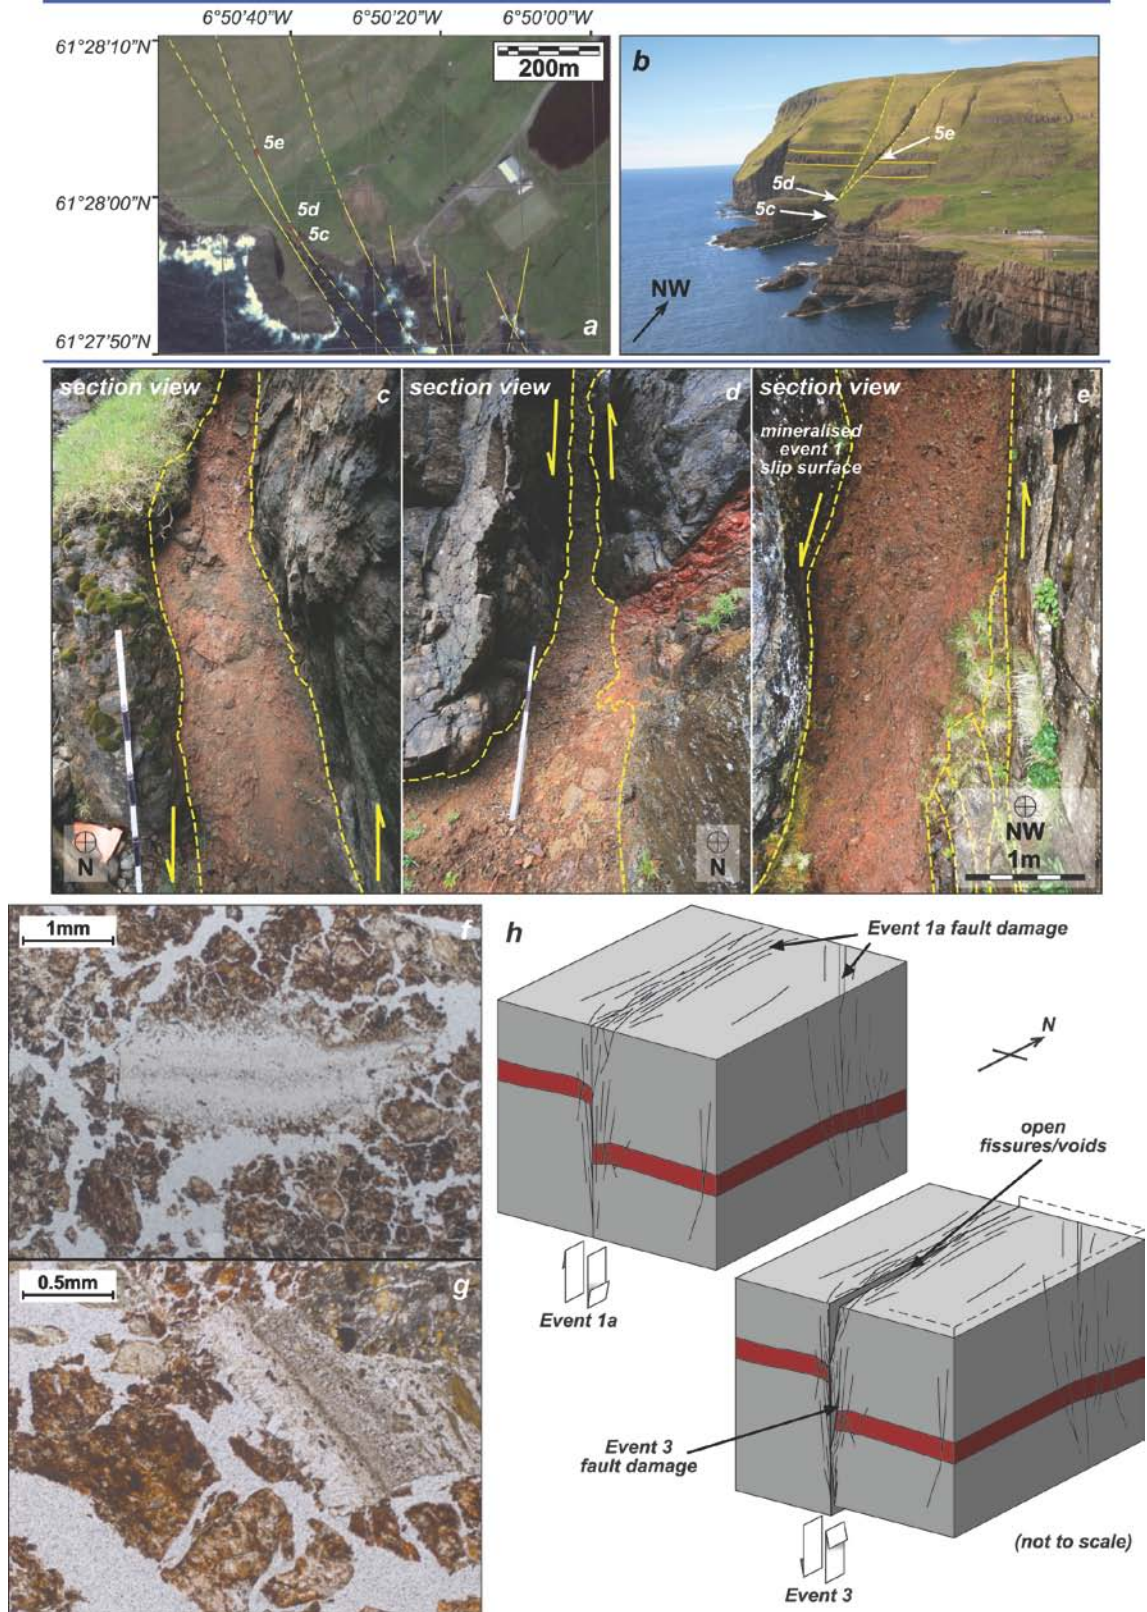 6°50'40"W 6°50'20"W 6°50'00"W
61°28'10"N
200m
b
5e
5e
61°28'00"N
5d
5d
5c
5c
NW
61°27'50"N
a
section view
c
section view
d
section view
e
mineralised
event 1
slip surface
N
N
NW
1m
1mm
f
h
Event 1a fault damage
N
open
fissures/voids
0.5mm
g
Event 1a
Event 3
fault damage
(not to scale)
Event 3